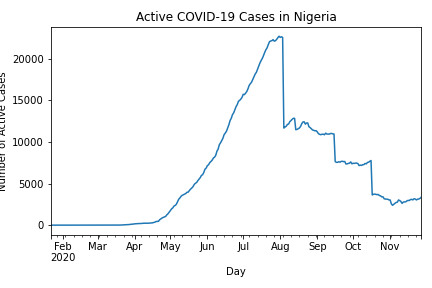 Active COVID-19 Cases in Nigeria
Number of Active Cases
20000
15000
10000
5000
0
Feb Mar Apr May Jun Jul Aug Sep Oct Nov
2020
Day